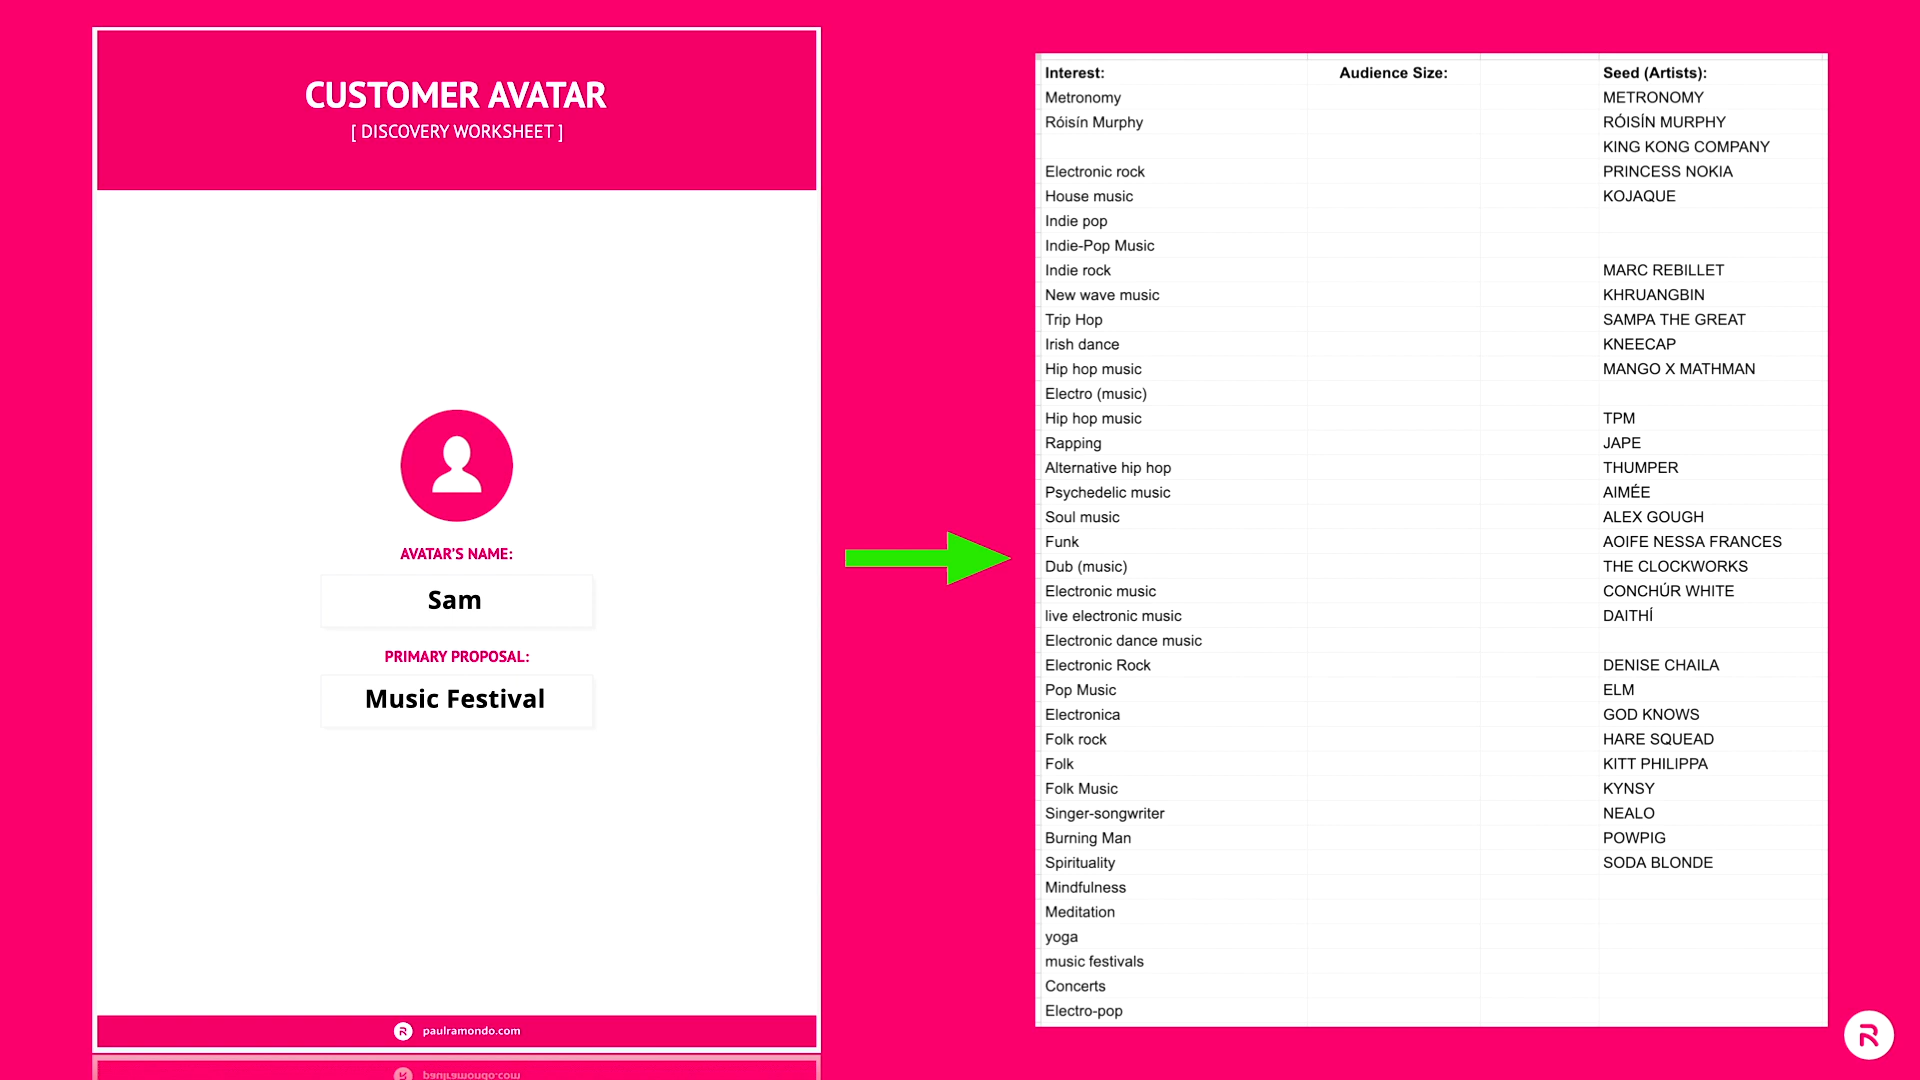 CUSTOMER AVATAR
[ DISCOVERY WORKSHEET ]
AVATAR'S NAME:
Sam
PRIMARY PROPOSAL:
Music Festival
R paulramondo.com
Interest: Audience Size: Seed (Artists):
Metronomy METRONOMY
Róisín Murphy RÓISÍN MURPHY
KING KONG COMPANY
Electronic rock PRINCESS NOKIA
House music KOJAQUE
Indie pop
Indie-Pop Music
Indie rock MARC REBILLET
New wave music KHRUANGBIN
Trip Hop SAMPA THE GREAT
Irish dance KNEECAP
Hip hop music MANGO X MATHMAN
Electro (music)
Hip hop music TPM
Rapping JAPE
Alternative hip hop THUMPER
Psychedelic music AIMÉE
Soul music ALEX GOUGH
Funk AOIFE NESSA FRANCES
Dub (music) THE CLOCKWORKS
Electronic music CONCHÚR WHITE
live electronic music DAITHÍ
Electronic dance music
Electronic Rock DENISE CHAILA
Pop Music ELM
Electronica GOD KNOWS
Folk rock HARE SQUEAD
Folk KITT PHILIPPA
Folk Music KYNSY
Singer-songwriter NEALO
Burning Man POWPIG
Spirituality SODA BLONDE
Mindfulness
Meditation
yoga
music festivals
Concerts
Electro-pop
R